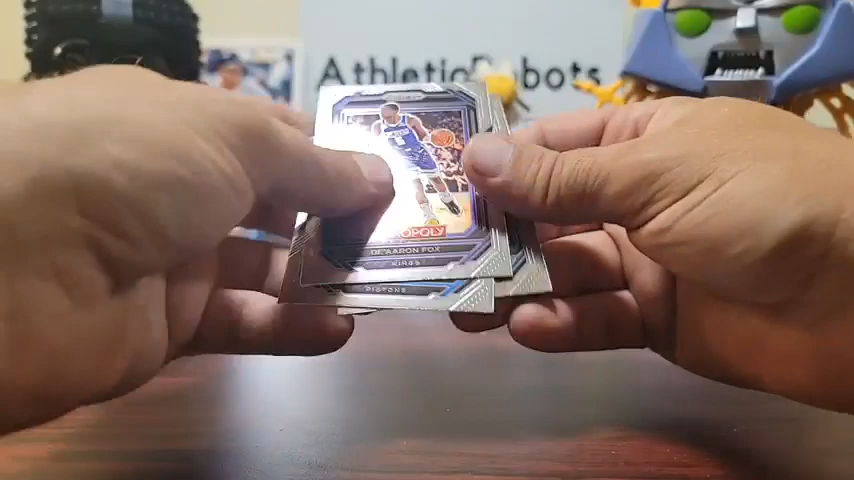 AthleticRobots
OPOLY
DE'AARON FOX
KINGS
PISTONS